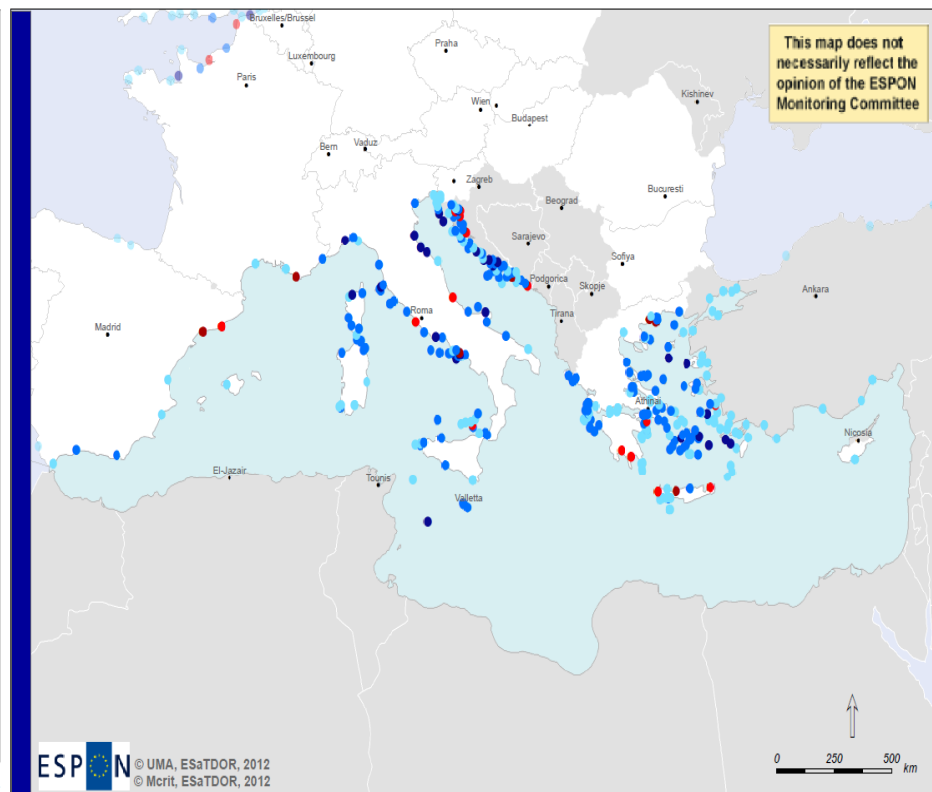 Bruxelles/Brussel
This map does not
necessarily reflect the
opinion of the ESPON
Monitoring Committee
Praha
Luxembourg
Paris
Kishinev
Wien
Budapest
Bern
Vaduz
Zagreb
Bucuresti
Beograd
Sarajevo
Sofiya
Podgorica
Skopje
Ankara
Roma
Tirana
Madrid
Athinai
Nicosia
El-Jazair
Tounis
Valletta
ESPON
© UMA, ESaTDOR, 2012
© Mcrit, ESaTDOR, 2012
0 250 500
km